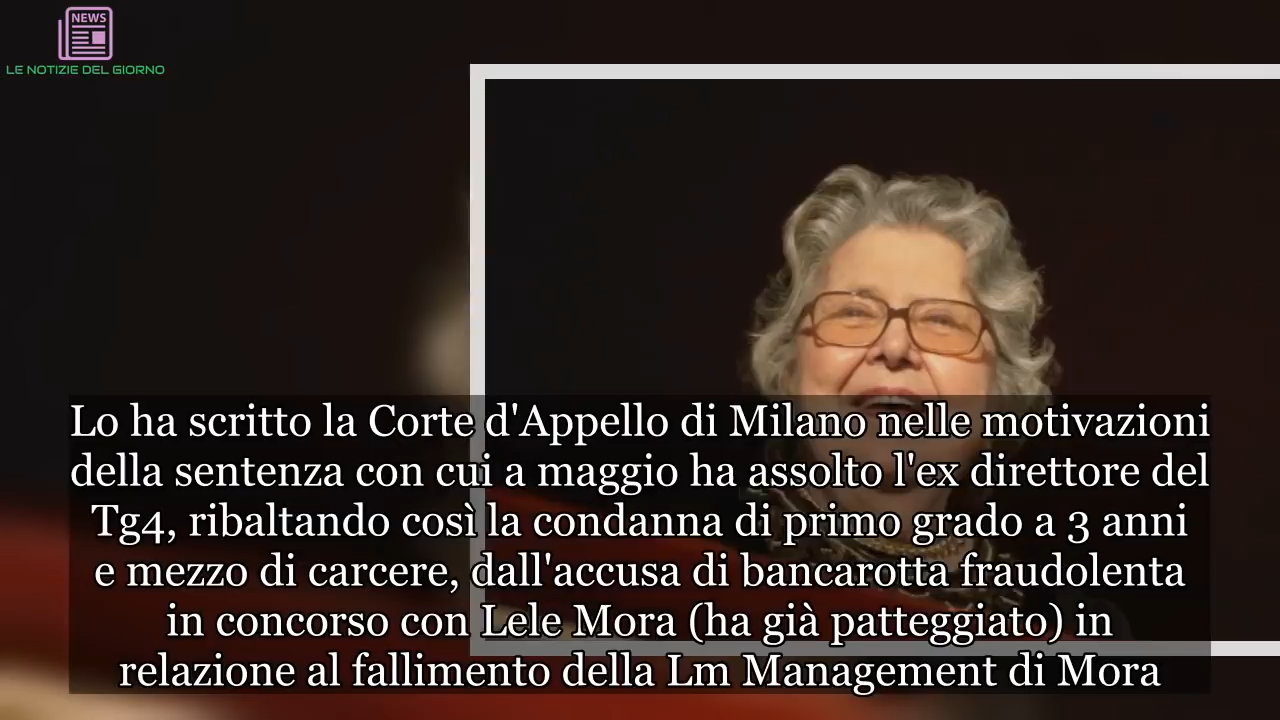 NEWS
LE NOTIZIE DEL GIORNO
Lo ha scritto la Corte d'Appello di Milano nelle motivazioni
della sentenza con cui a maggio ha assolto l'ex direttore del
Tg4, ribaltando così la condanna di primo grado a 3 anni
e mezzo di carcere, dall'accusa di bancarotta fraudolenta
in concorso con Lele Mora (ha già patteggiato) in
relazione al fallimento della Lm Management di Mora